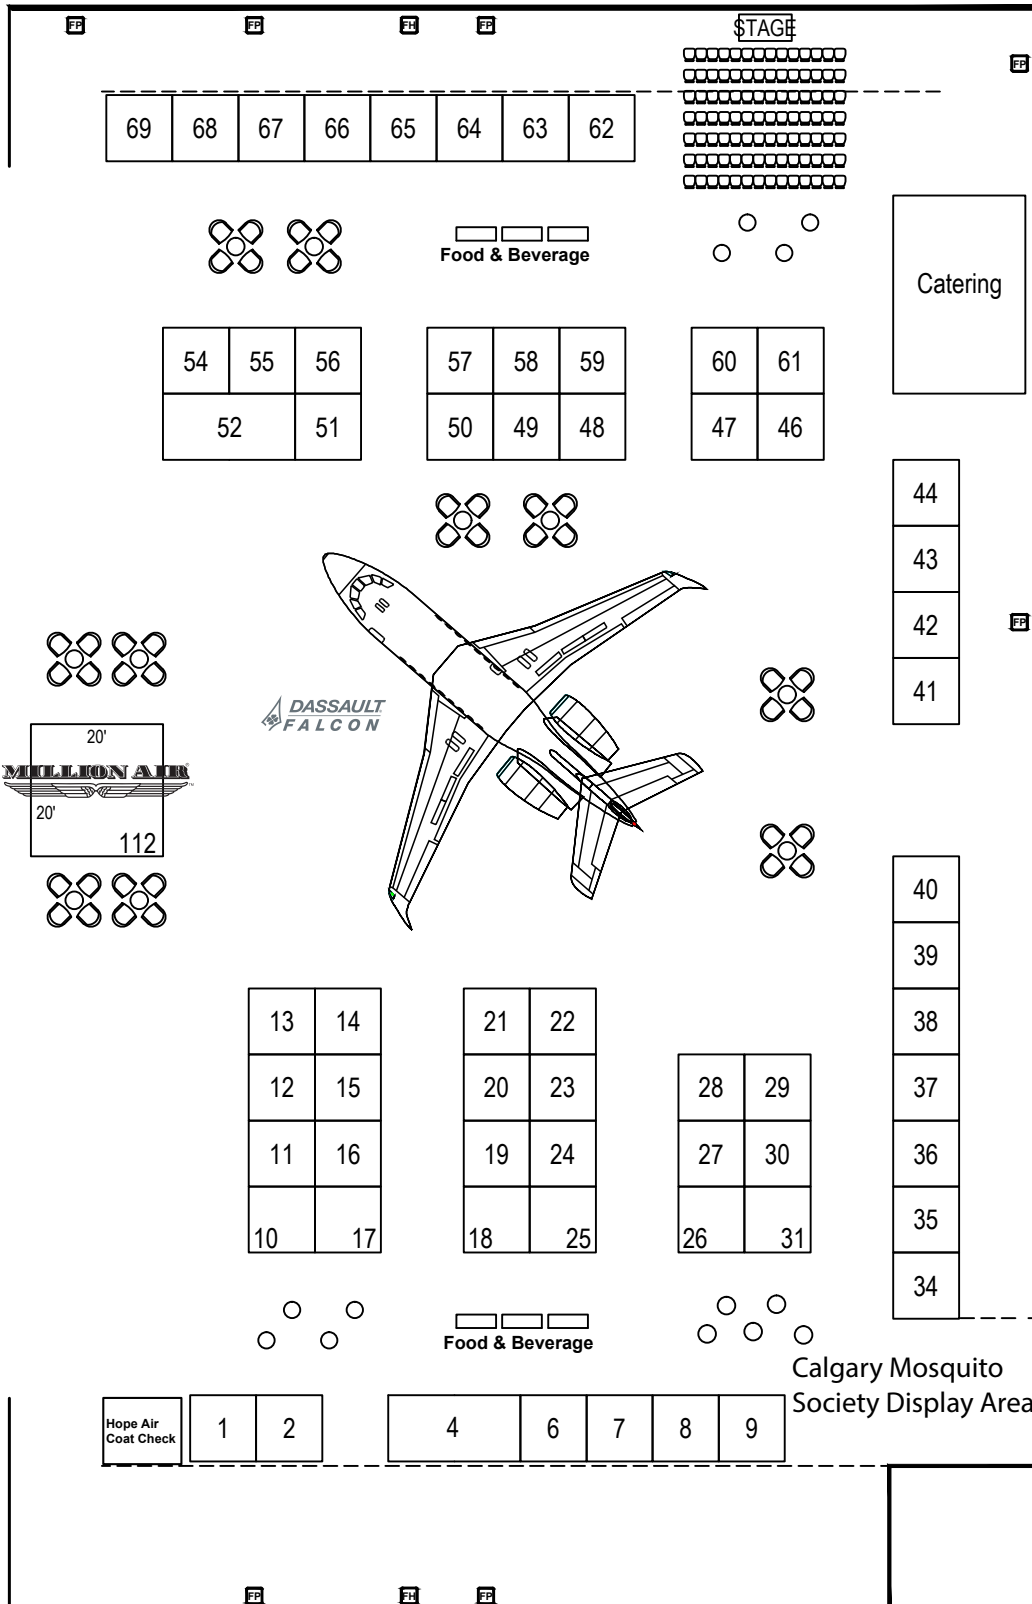 FP
FP
FH
FP
STAGE
FP
69 68 67 66 65 64 63 62
Food & Beverage
Catering
54 55 56 57 58 59 60 61
52 51 50 49 48 47 46
44
43
42
FP
41
DASSAULT
FALCON
20'
MILLION AIR
20'
112
40
39
13 14 21 22 38
12 15 20 23 28 29 37
11 16 19 24 27 30 36
10 17 18 25 26 31 35
34
Food & Beverage
Calgary Mosquito
Society Display Area
Hope Air
Coat Check
1 2 4 6 7 8 9
FP
FH
FP